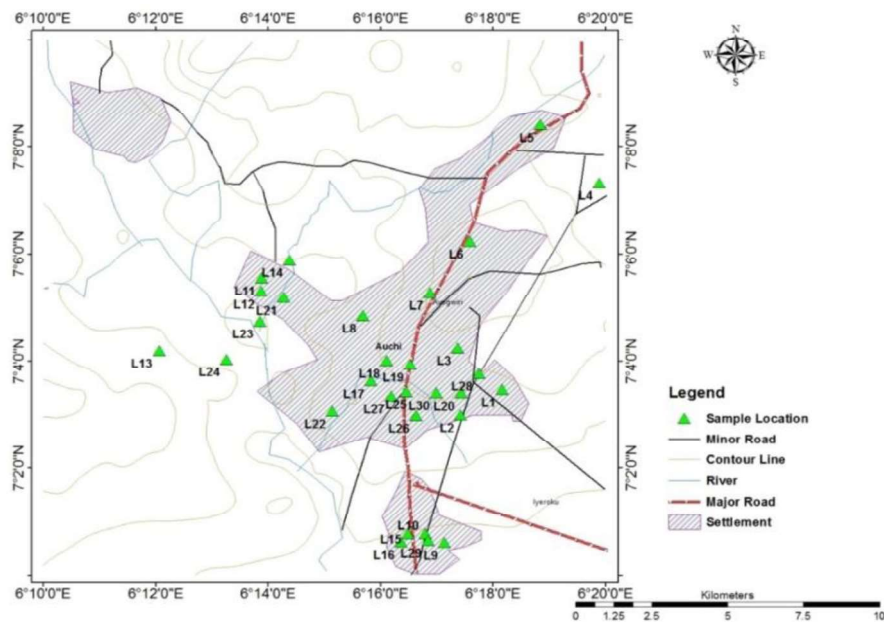 6°10'0"E 6°12'0"E 6°14'0"E 6°16'0"E 6°18'0"E 6°20'0"E
N
W E
S
7°8'0"N 7°8'0"N
L5
L4
7°6'0"N 7°6'0"N
L6
L14
L11
L12
L21
L7
L23
L8
7°4'0"N 7°4'0"N
L13
L24
Auchi
L3
L18 L19
L17
L28
L1
L27 L25 L30 L20
L22
L26 L2
7°2'0"N 7°2'0"N
L10
L15
L16 L29 L9
6°10'0"E 6°12'0"E 6°14'0"E 6°16'0"E 6°18'0"E 6°20'0"E
Legend
Sample Location
Minor Road
Contour Line
River
Major Road
Settlement
Kilometers
0 1.25 2.5 5 7.5 10